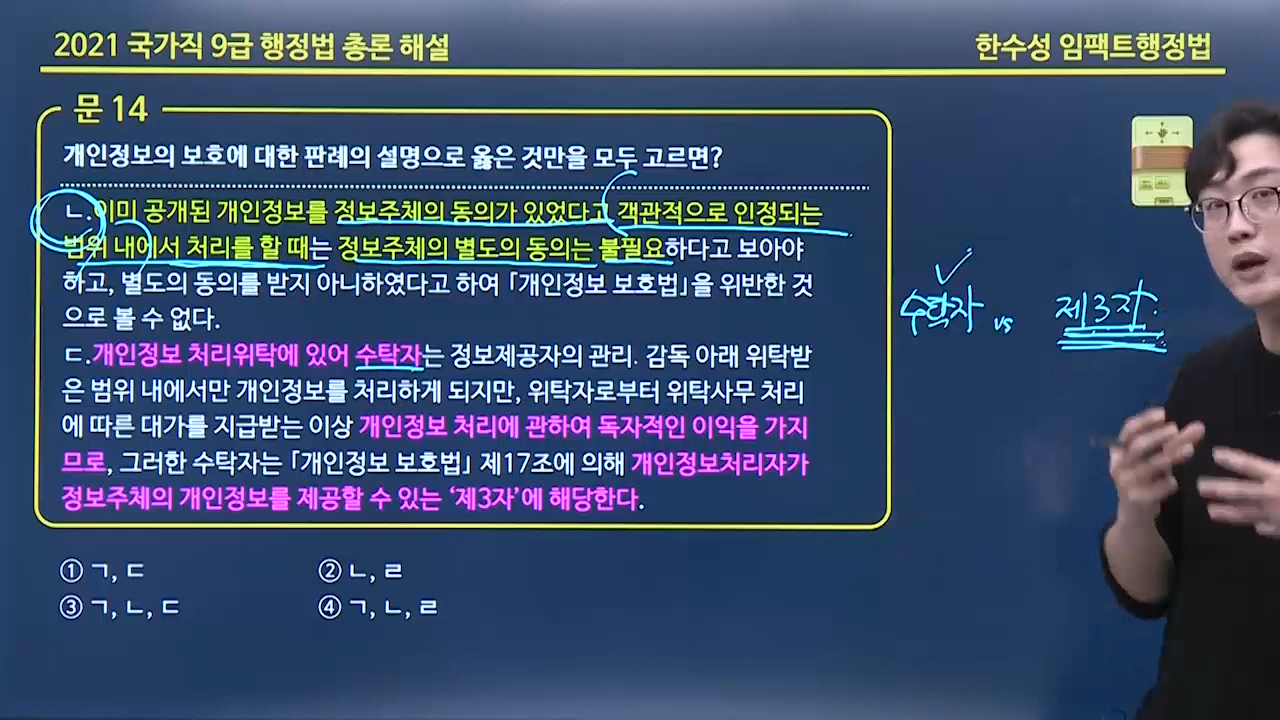 2021 국가직 9급 행정법 총론 해설
한수성 임팩트행정법
문 14
개인정보의 보호에 대한 판례의 설명으로 옳은 것만을 모두 고르면?
ㄴ.이미 공개된 개인정보를 정보주체의 동의가 있었다고 객관적으로 인정되는
범위 내에서 처리를 할 때는 정보주체의 별도의 동의는 불필요하다고 보아야
하고, 별도의 동의를 받지 아니하였다고 하여 「개인정보 보호법」을 위반한 것
으로 볼 수 없다.
ㄷ.개인정보 처리위탁에 있어 수탁자는 정보제공자의 관리. 감독 아래 위탁받
은 범위 내에서만 개인정보를 처리하게 되지만, 위탁자로부터 위탁사무 처리
에 따른 대가를 지급받는 이상 개인정보 처리에 관하여 독자적인 이익을 가지
므로, 그러한 수탁자는 「개인정보 보호법」 제17조에 의해 개인정보처리자가
정보주체의 개인정보를 제공할 수 있는 ‘제3자’에 해당한다.
수탁자 vs 제3자.
① ㄱ, ㄷ ② ㄴ, ㄹ
③ ㄱ, ㄴ, ㄷ ④ ㄱ, ㄴ, ㄹ